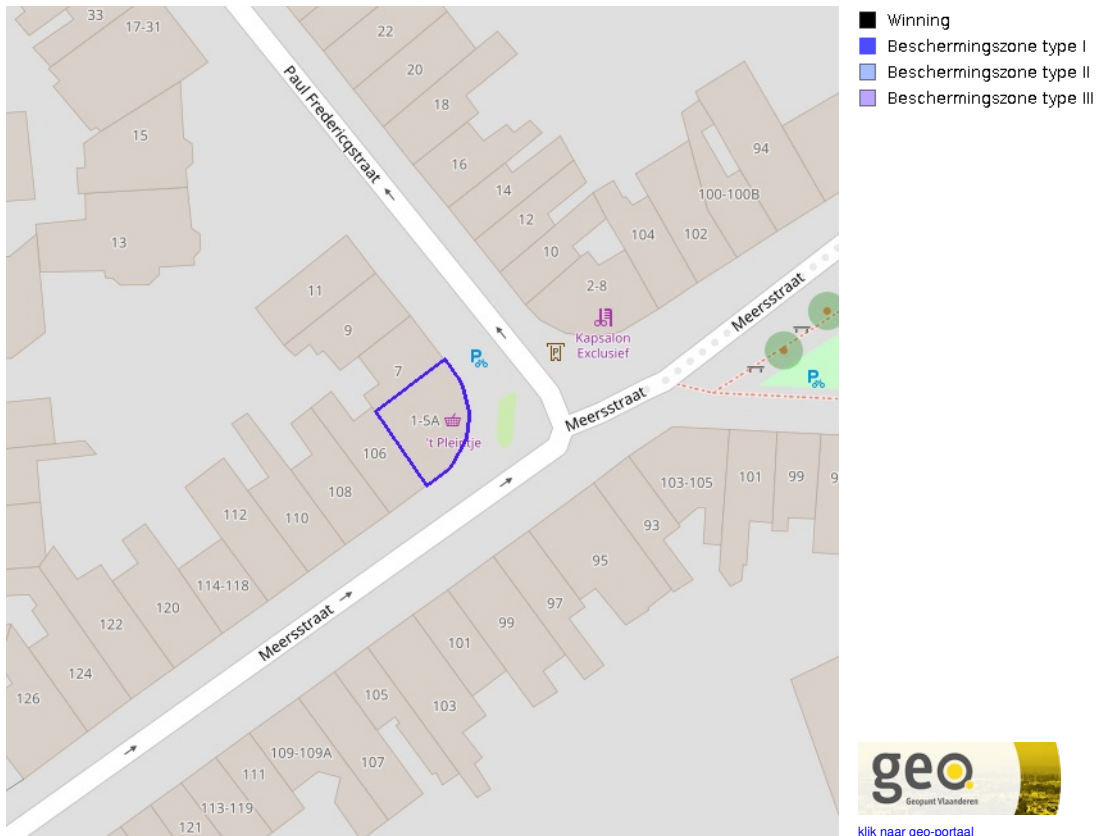 33
17-31
22
20
18
Paul Fredericqstraat
15
16
94
14
100-100B
12
104
102
13
10
2-8
11
Meersstraat
9
Kapsalon
Exclusief
7
1-5A
't Pleintje
Meersstraat
106
108
103-105
101
99
9
112
110
93
95
114-118
97
120
122
99
Meersstraat
101
124
126
105
103
109-109A
107
111
113-119
121
P
P
P
Winning
Beschermingszone type I
Beschermingszone type II
Beschermingszone type III
geo
Geopunt Vlaanderen
klik naar geo-portaal